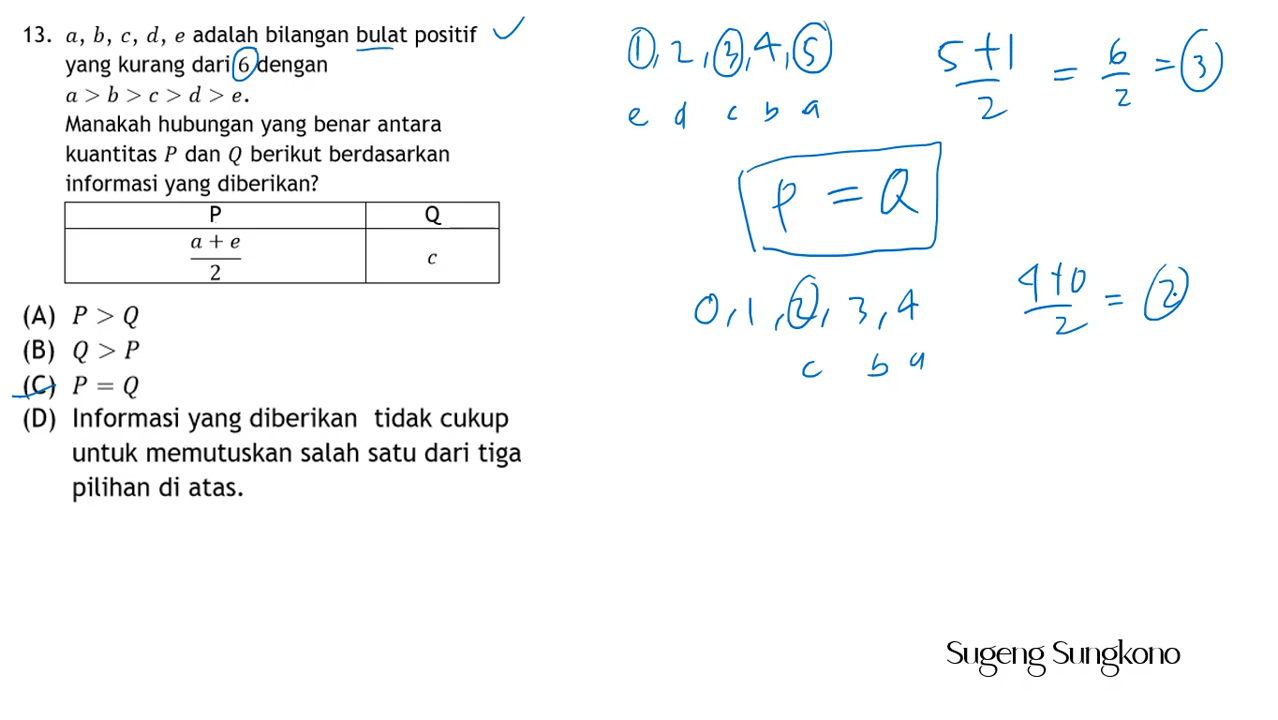 13. a, b, c, d, e adalah bilangan bulat positif
yang kurang dari 6 dengan
a > b > c > d > e.
Manakah hubungan yang benar antara
kuantitas P dan Q berikut berdasarkan
informasi yang diberikan?
P Q
a + e
2
c
(A) P > Q
(B) Q > P
(C) P = Q
(D) Informasi yang diberikan tidak cukup
untuk memutuskan salah satu dari tiga
pilihan di atas.
1, 2, 3, 4, 5
e d c b a
5 + 1 / 2 = 6 / 2 = 3
P = Q
0, 1, 2, 3, 4
c b a
4 + 0 / 2 = 2
Sugeng Sungkono